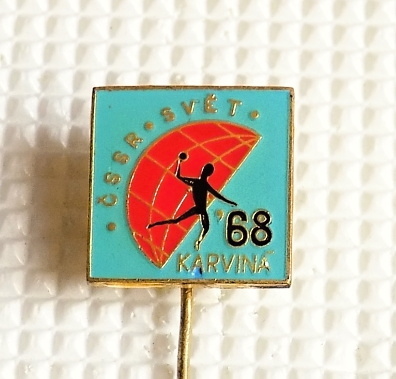 • ČSSR • SVĚT •
'68
KARVINÁ